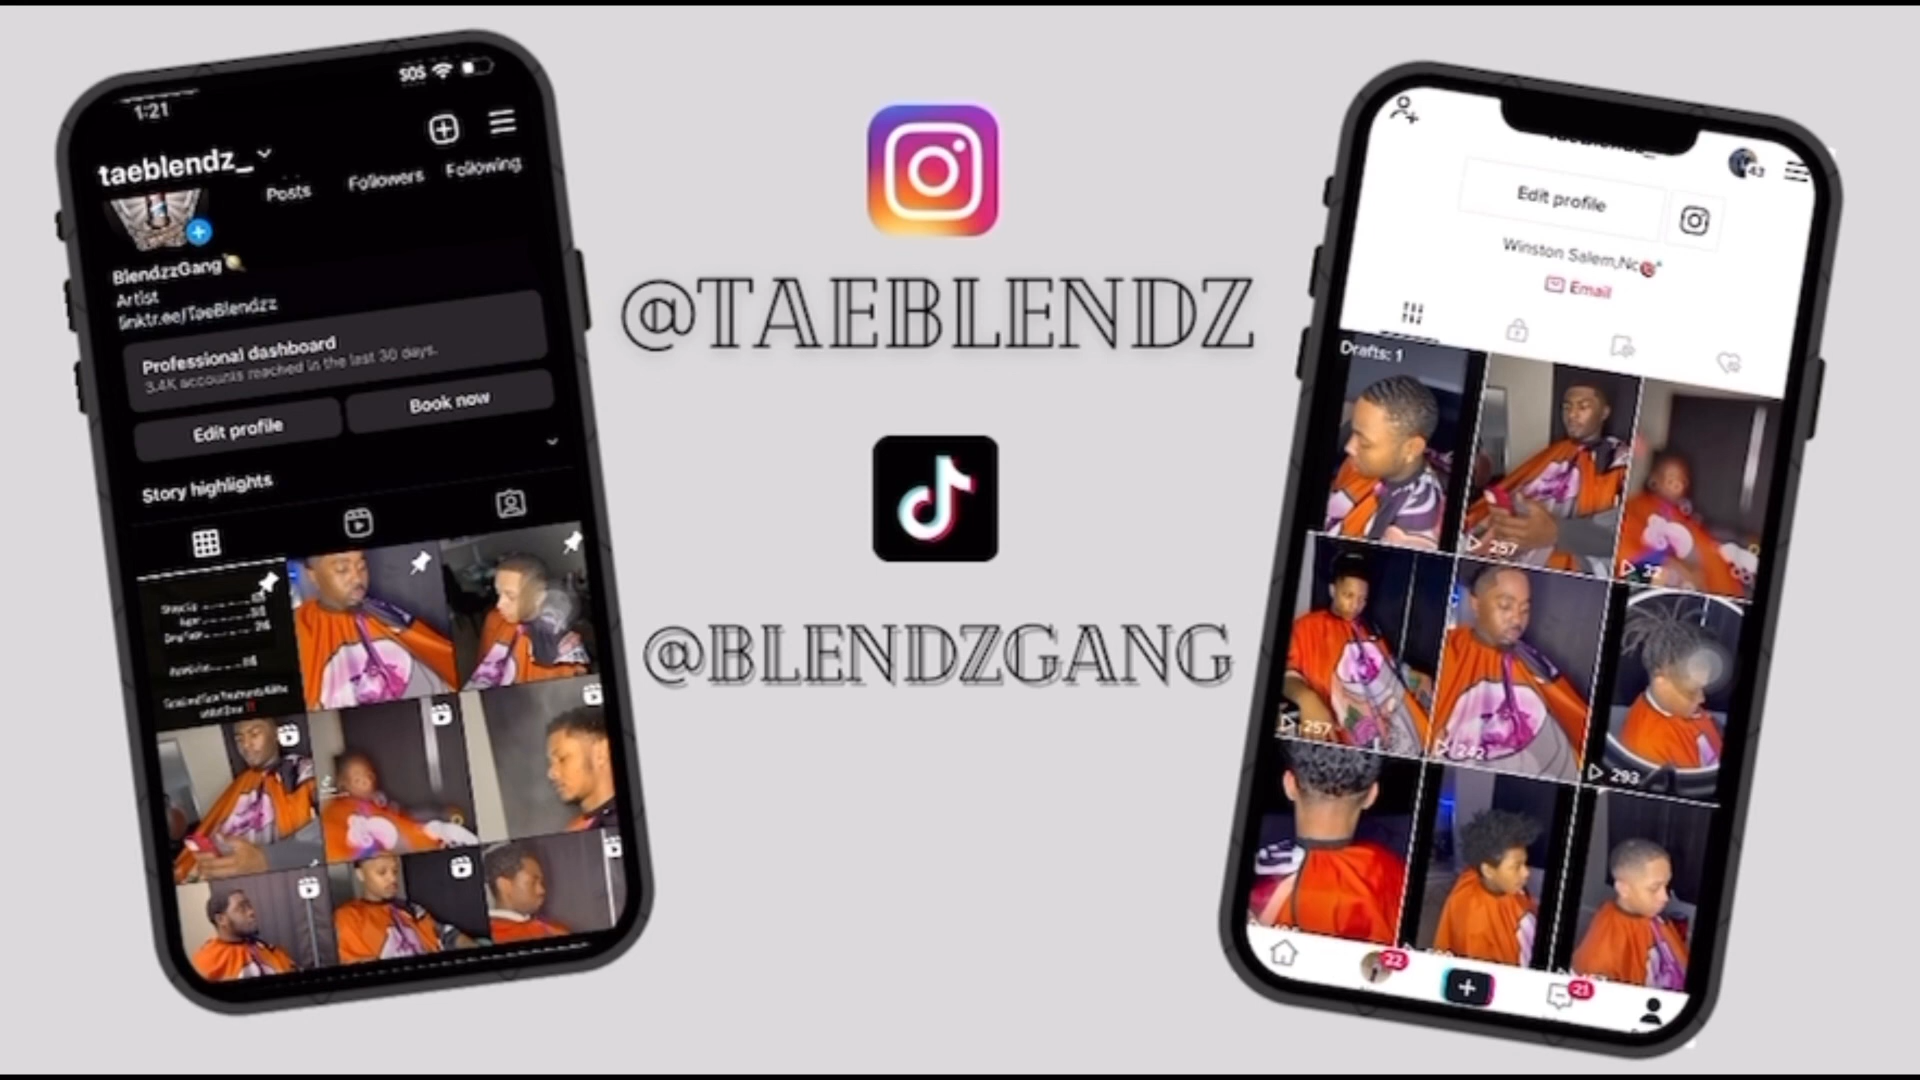 1:21
SOS
taeblendz_
Posts
Followers
Following
BlendzzGang
Artist
linktr.ee/TaeBlendzz
Professional dashboard
3.4K accounts reached in the last 30 days.
Edit profile
Book now
Story highlights
@TAEBLENDZ
@BLENDZGANG
43
Edit profile
Winston Salem,Nc
Email
Drafts: 1
257
257
242
293
22
21